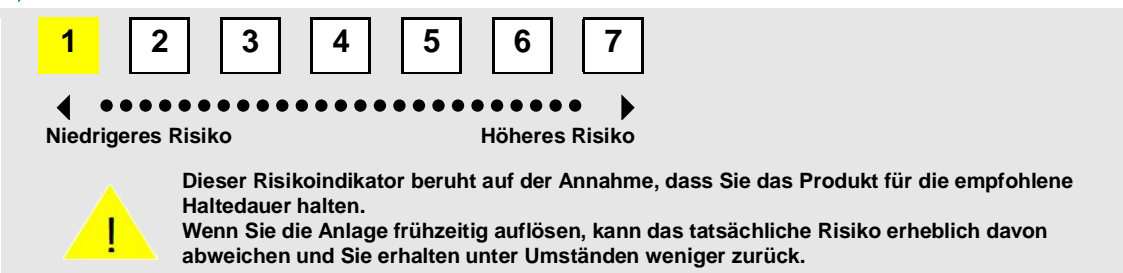 1 2 3 4 5 6 7
Niedrigeres Risiko Höheres Risiko
Dieser Risikoindikator beruht auf der Annahme, dass Sie das Produkt für die empfohlene
Haltedauer halten.
Wenn Sie die Anlage frühzeitig auflösen, kann das tatsächliche Risiko erheblich davon
abweichen und Sie erhalten unter Umständen weniger zurück.
!